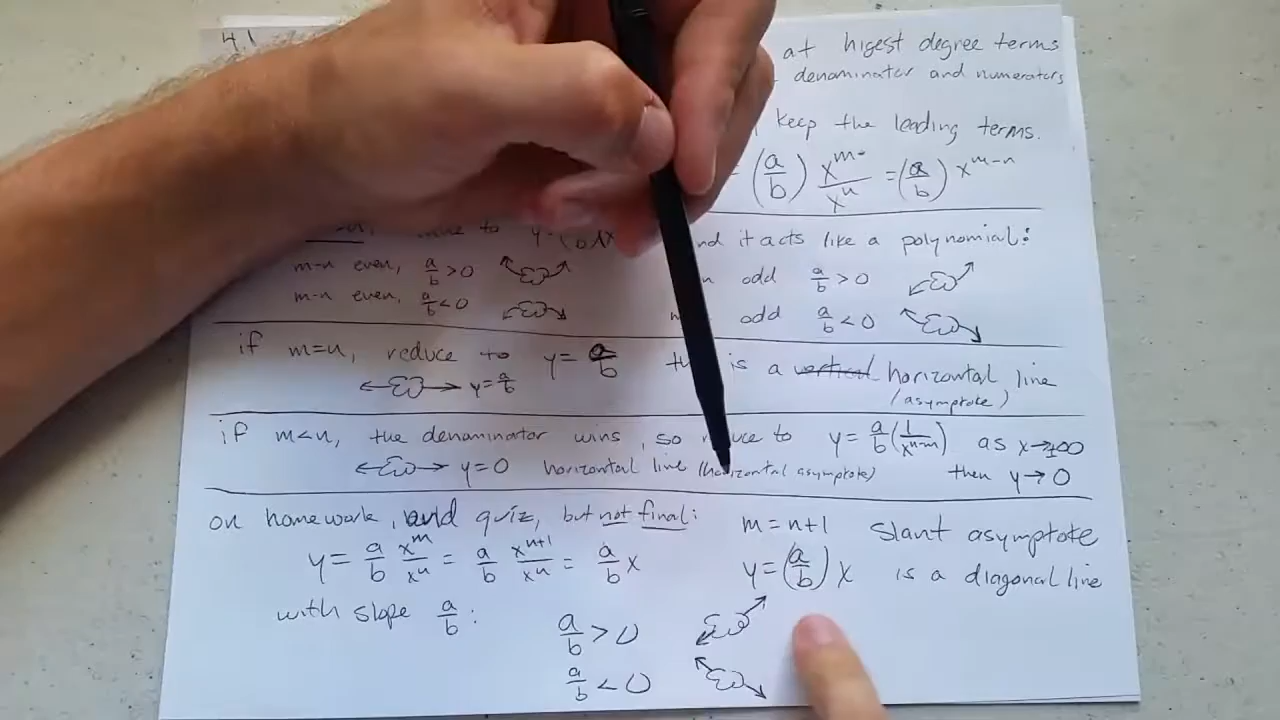 4.1 at higest degree terms
denominator and numerators
keep the leading terms.
= (a/b) x^m/x^n = (a/b) x^(m-n)
to y= and it acts like a polynomial:
m-n even, a/b > 0 odd a/b > 0
m-n even, a/b < 0 odd a/b < 0
if m=n, reduce to y= a/b is a vertical horizontal line
y= a/b (asymptote)
if m<n, the denominator wins, so reduce to y= a/b (1/x^(n-m)) as x→±∞
y=0 horizontal line (horizontal asymptote) then y→0
on homework, and quiz, but not final: m=n+1 slant asymptote
y= a/b x^m/x^n = a/b x^(n+1)/x^n = a/b x y=(a/b) x is a diagonal line
with slope a/b: a/b > 0
a/b < 0